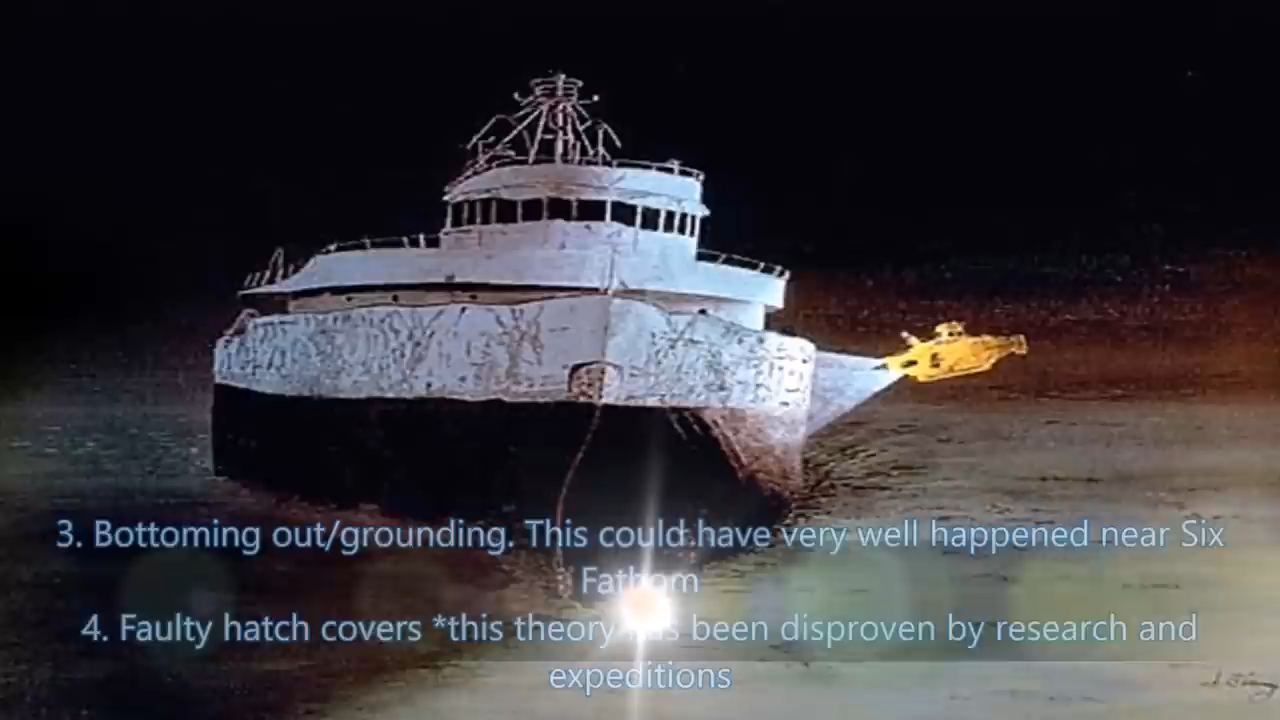 3. Bottoming out/grounding. This could have very well happened near Six
Fathom
4. Faulty hatch covers *this theory has been disproven by research and
expeditions